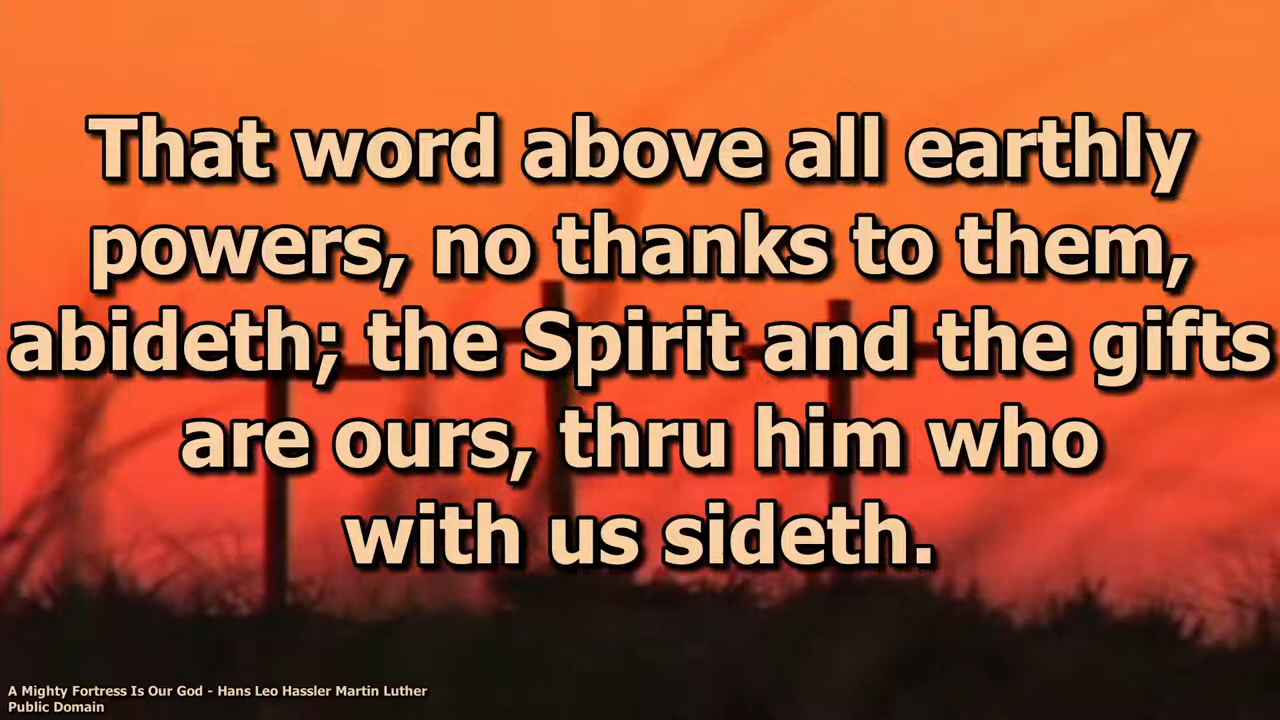 That word above all earthly
powers, no thanks to them,
abideth; the Spirit and the gifts
are ours, thru him who
with us sideth.
A Mighty Fortress Is Our God - Hans Leo Hassler Martin Luther
Public Domain